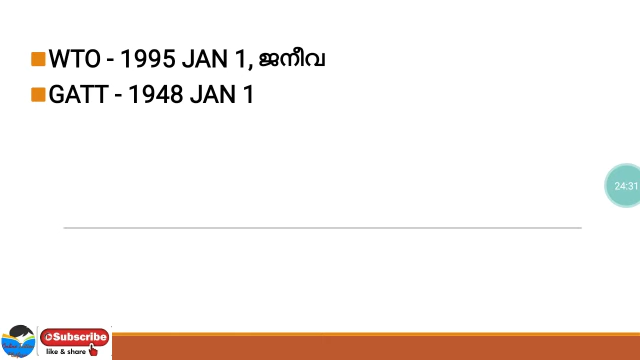 WTO - 1995 JAN 1, ജനീവ
GATT - 1948 JAN 1
24:31
Subscribe
like & share